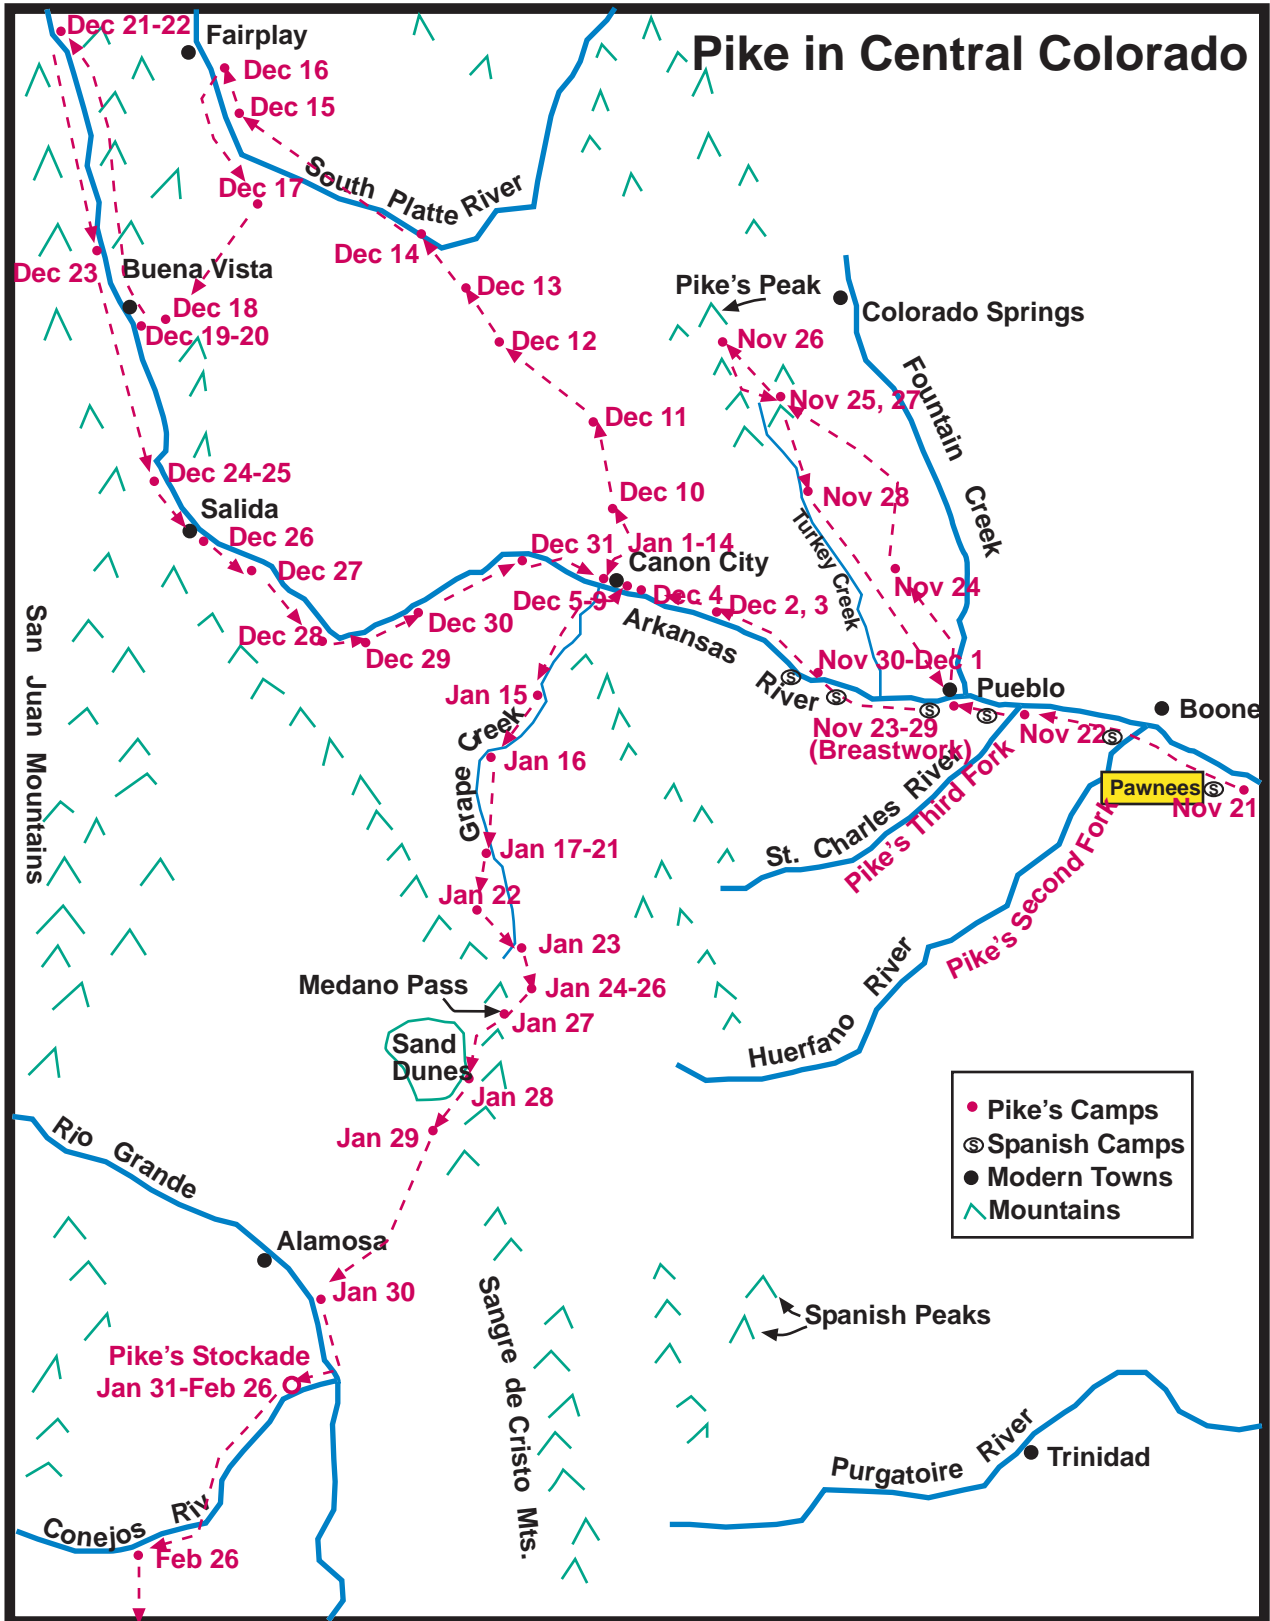 Pike in Central Colorado
Dec 21-22
Fairplay
Dec 16
Dec 15
South Platte River
Dec 17
Dec 14
Dec 23
Buena Vista
Dec 13
Pike's Peak
Colorado Springs
Dec 18
Dec 19-20
Dec 12
Nov 26
Fountain Creek
Nov 25, 27
Dec 11
Dec 24-25
Dec 10
Nov 28
Salida
Turkey Creek
Dec 26
Dec 31
Jan 1-14
Canon City
Dec 27
Nov 24
Dec 5-9
Dec 4
Dec 2, 3
San Juan Mountains
Dec 28
Dec 30
Arkansas River
Dec 29
Nov 30-Dec 1
Pueblo
Jan 15
S
S
S
S
Boone
Nov 23-29
(Breastwork)
Nov 22
S
Grape Creek
Jan 16
Pawnees
S
Nov 21
St. Charles River
Pike's Third Fork
Jan 17-21
Jan 22
Pike's Second Fork
Jan 23
Medano Pass
Jan 24-26
Huerfano River
Jan 27
Sand
Dunes
Jan 28
Jan 29
Pike's Camps
S Spanish Camps
Modern Towns
Mountains
Rio Grande
Alamosa
Jan 30
Sangre de Cristo Mts.
Spanish Peaks
Pike's Stockade
Jan 31-Feb 26
Purgatoire River
Trinidad
Conejos Riv
Feb 26